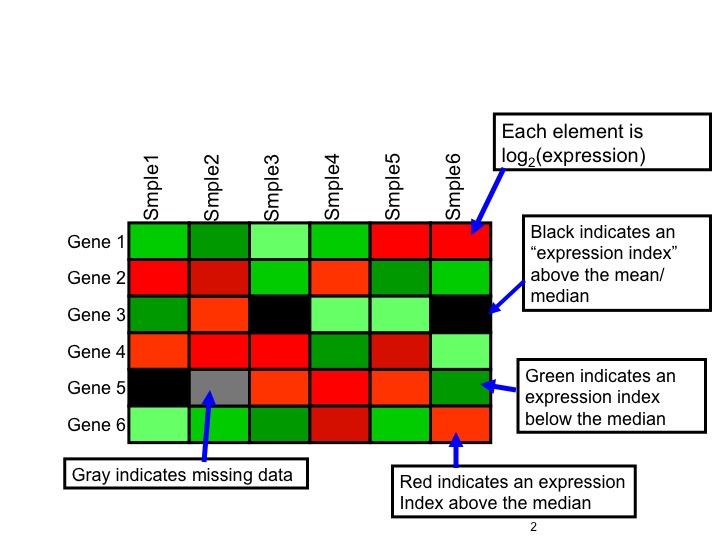 Each element is
log₂(expression)
Smple1
Smple2
Smple3
Smple4
Smple5
Smple6
Black indicates an
“expression index”
above the mean/
median
Gene 1
Gene 2
Gene 3
Gene 4
Gene 5
Gene 6
Green indicates an
expression index
below the median
Gray indicates missing data
Red indicates an expression
Index above the median
2